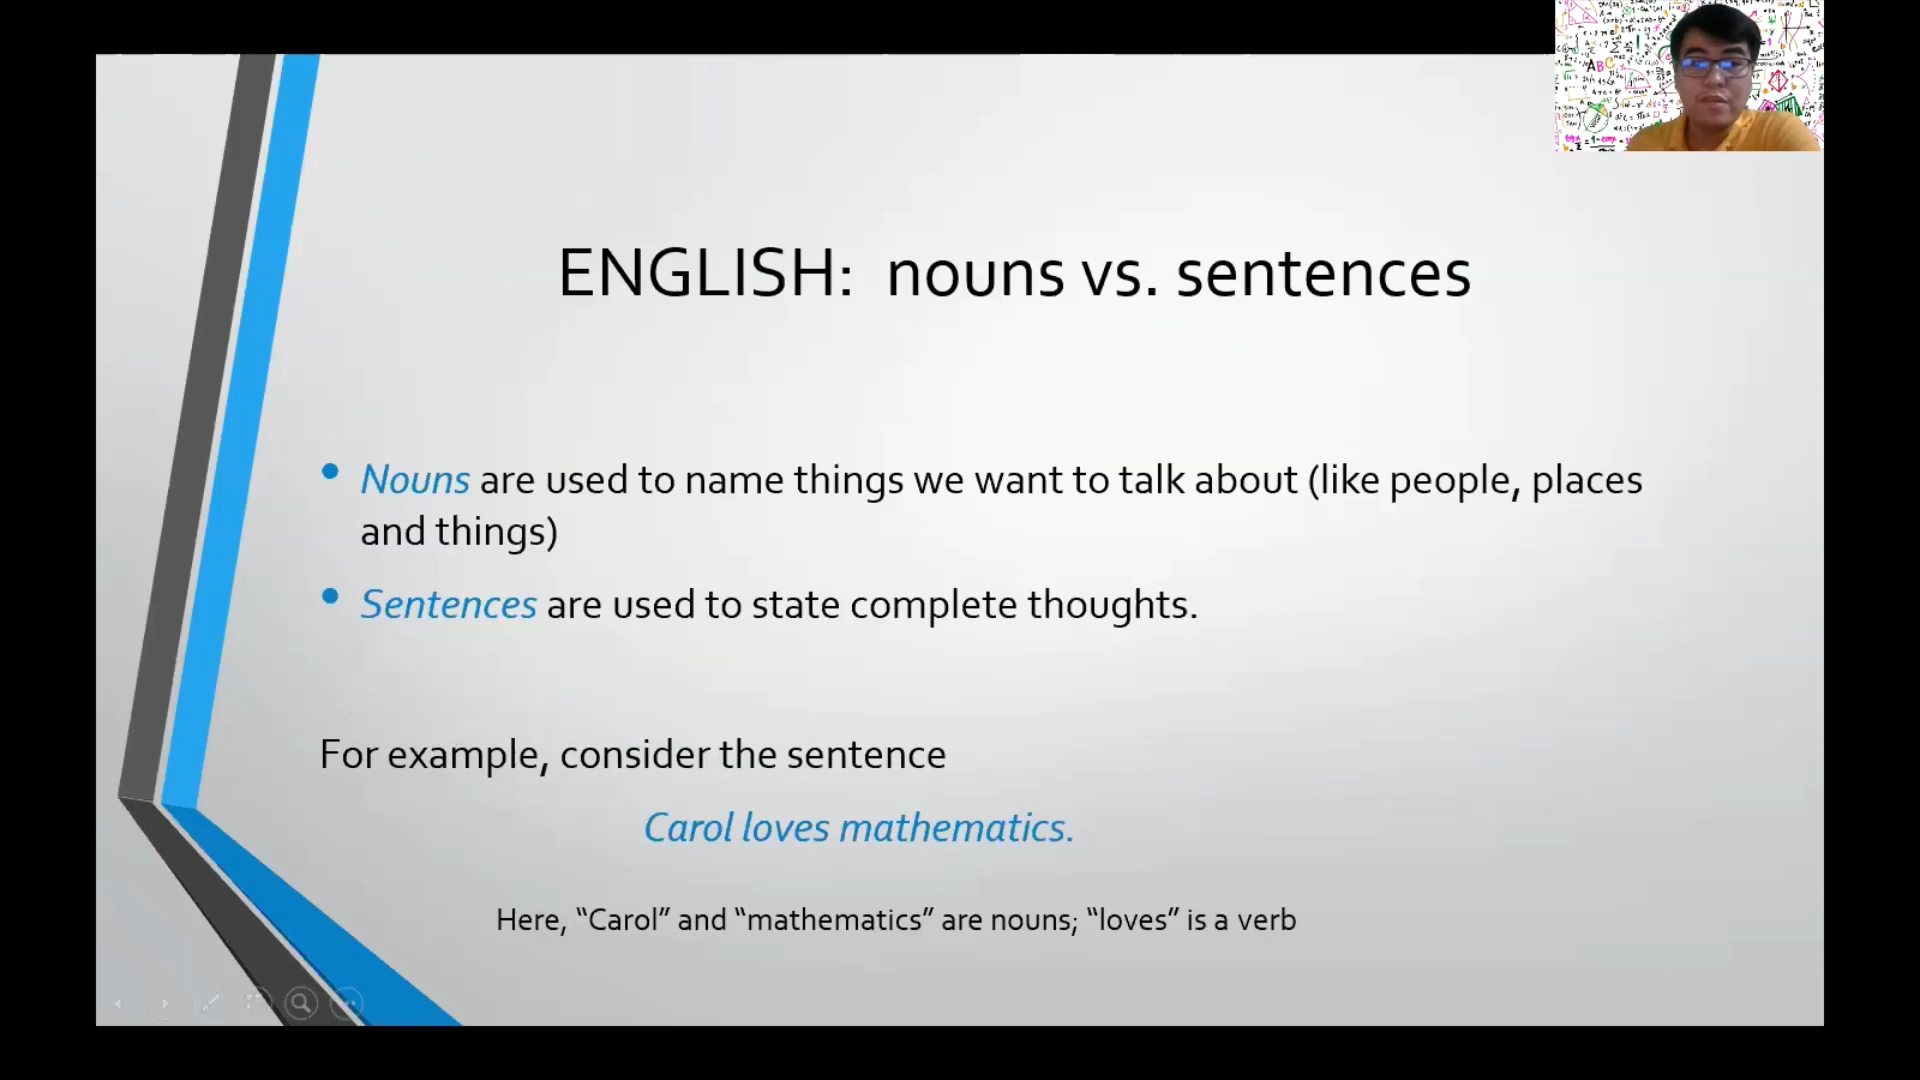 ENGLISH: nouns vs. sentences
• Nouns are used to name things we want to talk about (like people, places
and things)
• Sentences are used to state complete thoughts.
For example, consider the sentence
Carol loves mathematics.
Here, “Carol” and “mathematics” are nouns; “loves” is a verb
ABC